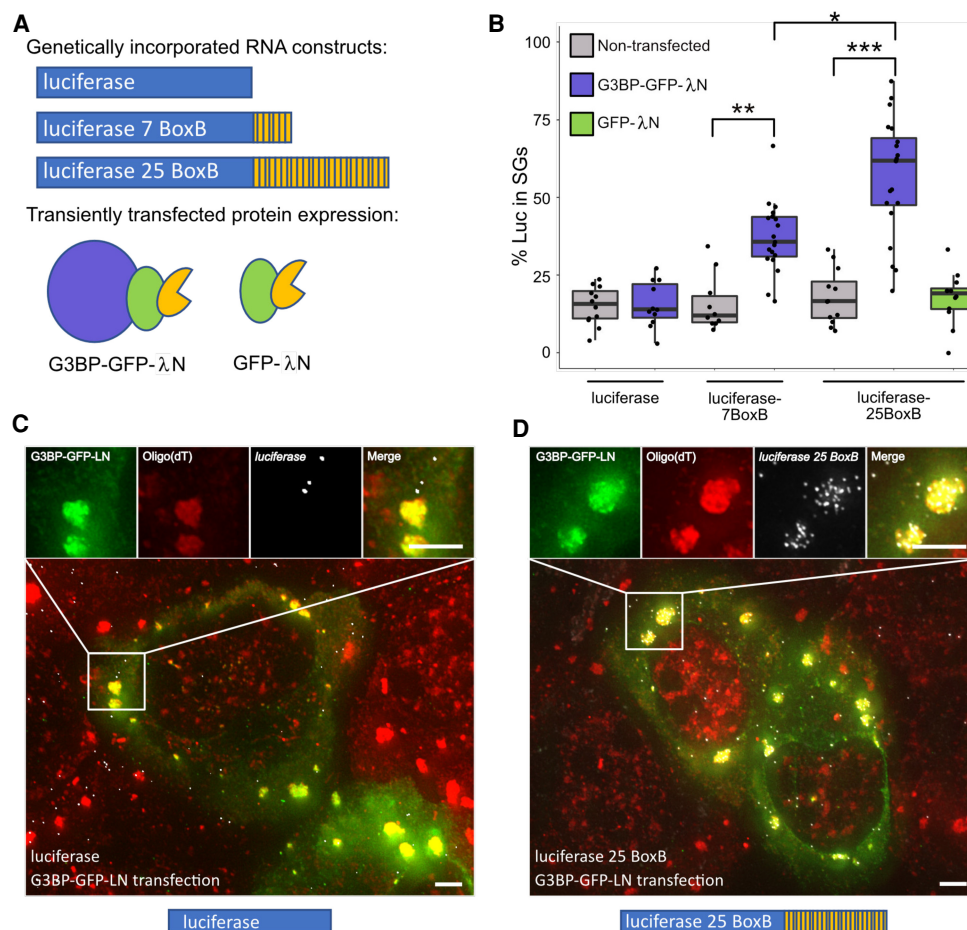 A
Genetically incorporated RNA constructs:
luciferase
luciferase 7 BoxB
luciferase 25 BoxB
Transiently transfected protein expression:
G3BP-GFP-λN
GFP-λN
B
% Luc in SGs
100
75
50
25
0
Non-transfected
G3BP-GFP-λN
GFP-λN
*
**
***
luciferase
luciferase-
7BoxB
luciferase-
25BoxB
C
G3BP-GFP-LN
Oligo(dT)
luciferase
Merge
luciferase
G3BP-GFP-LN transfection
luciferase
D
G3BP-GFP-LN
Oligo(dT)
luciferase 25 BoxB
Merge
luciferase 25 BoxB
G3BP-GFP-LN transfection
luciferase 25 BoxB